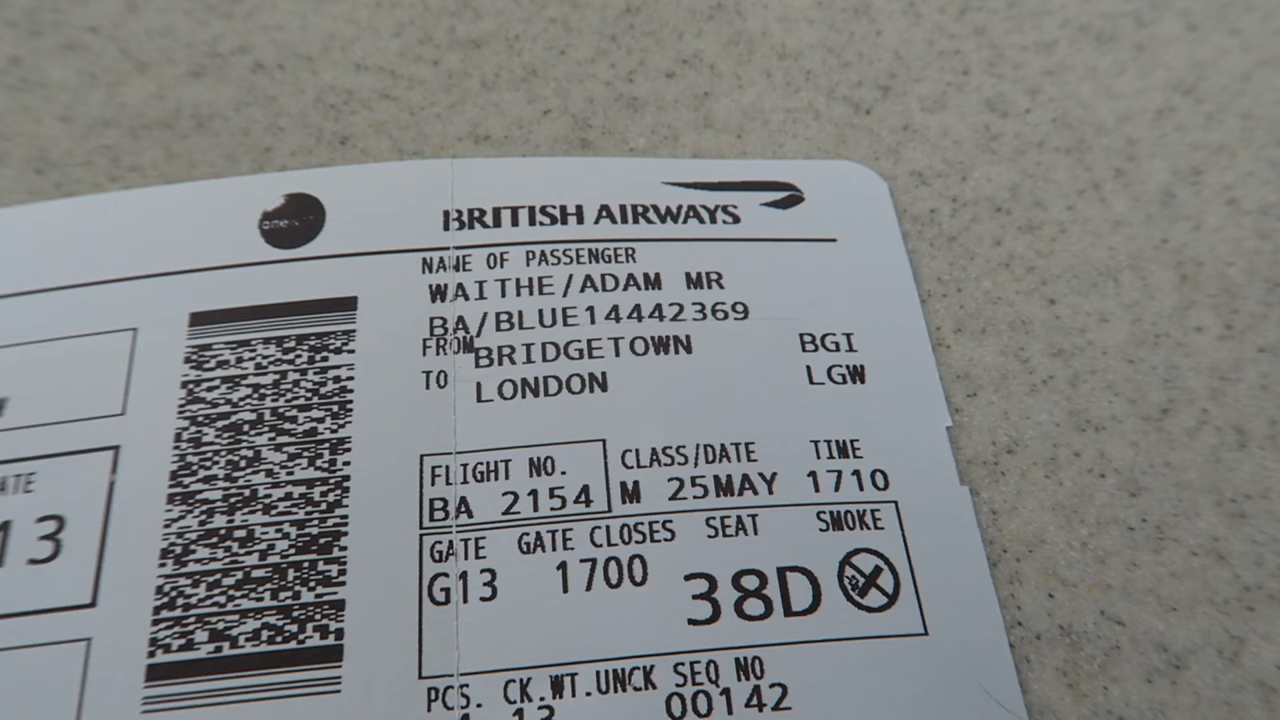 BRITISH AIRWAYS
NAME OF PASSENGER
WAITHE/ADAM MR
BA/BLUE14442369
FROM BRIDGETOWN BGI
TO LONDON LGW
FLIGHT NO. CLASS/DATE TIME
BA 2154 M 25MAY 1710
GATE GATE CLOSES SEAT SMOKE
G13 1700 38D
PCS. CK.WT.UNCK SEQ NO
00142
13